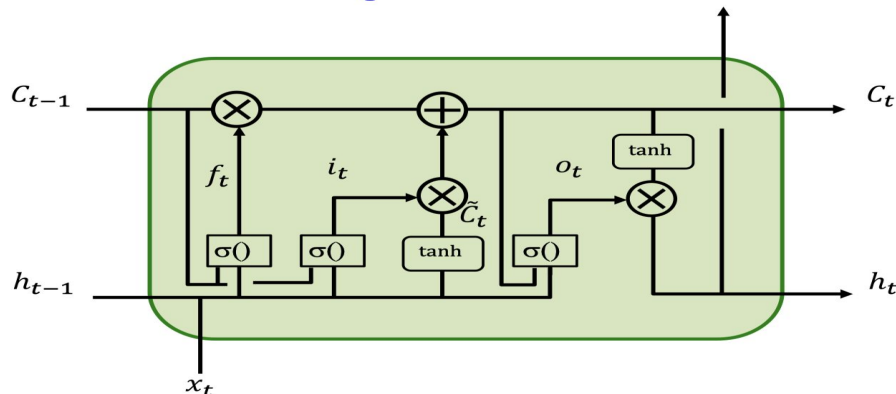 C_{t-1}
C_t
tanh
f_t
i_t
o_t
C̃_t
σ()
σ()
tanh
σ()
h_{t-1}
h_t
x_t